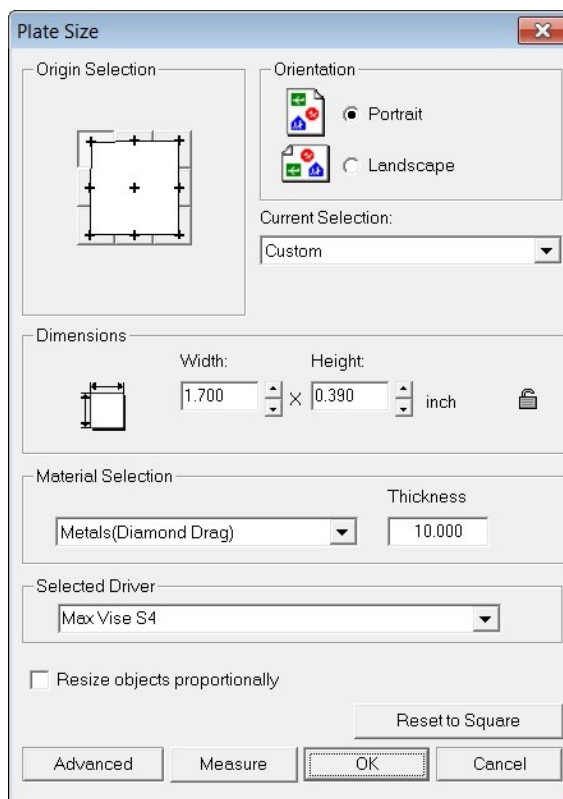 Plate Size
Origin Selection
Orientation
Portrait
Landscape
Current Selection:
Custom
Dimensions
Width:
Height:
1.700
X
0.390
inch
Material Selection
Thickness
Metals(Diamond Drag)
10.000
Selected Driver
Max Vise S4
Resize objects proportionally
Reset to Square
Advanced
Measure
OK
Cancel